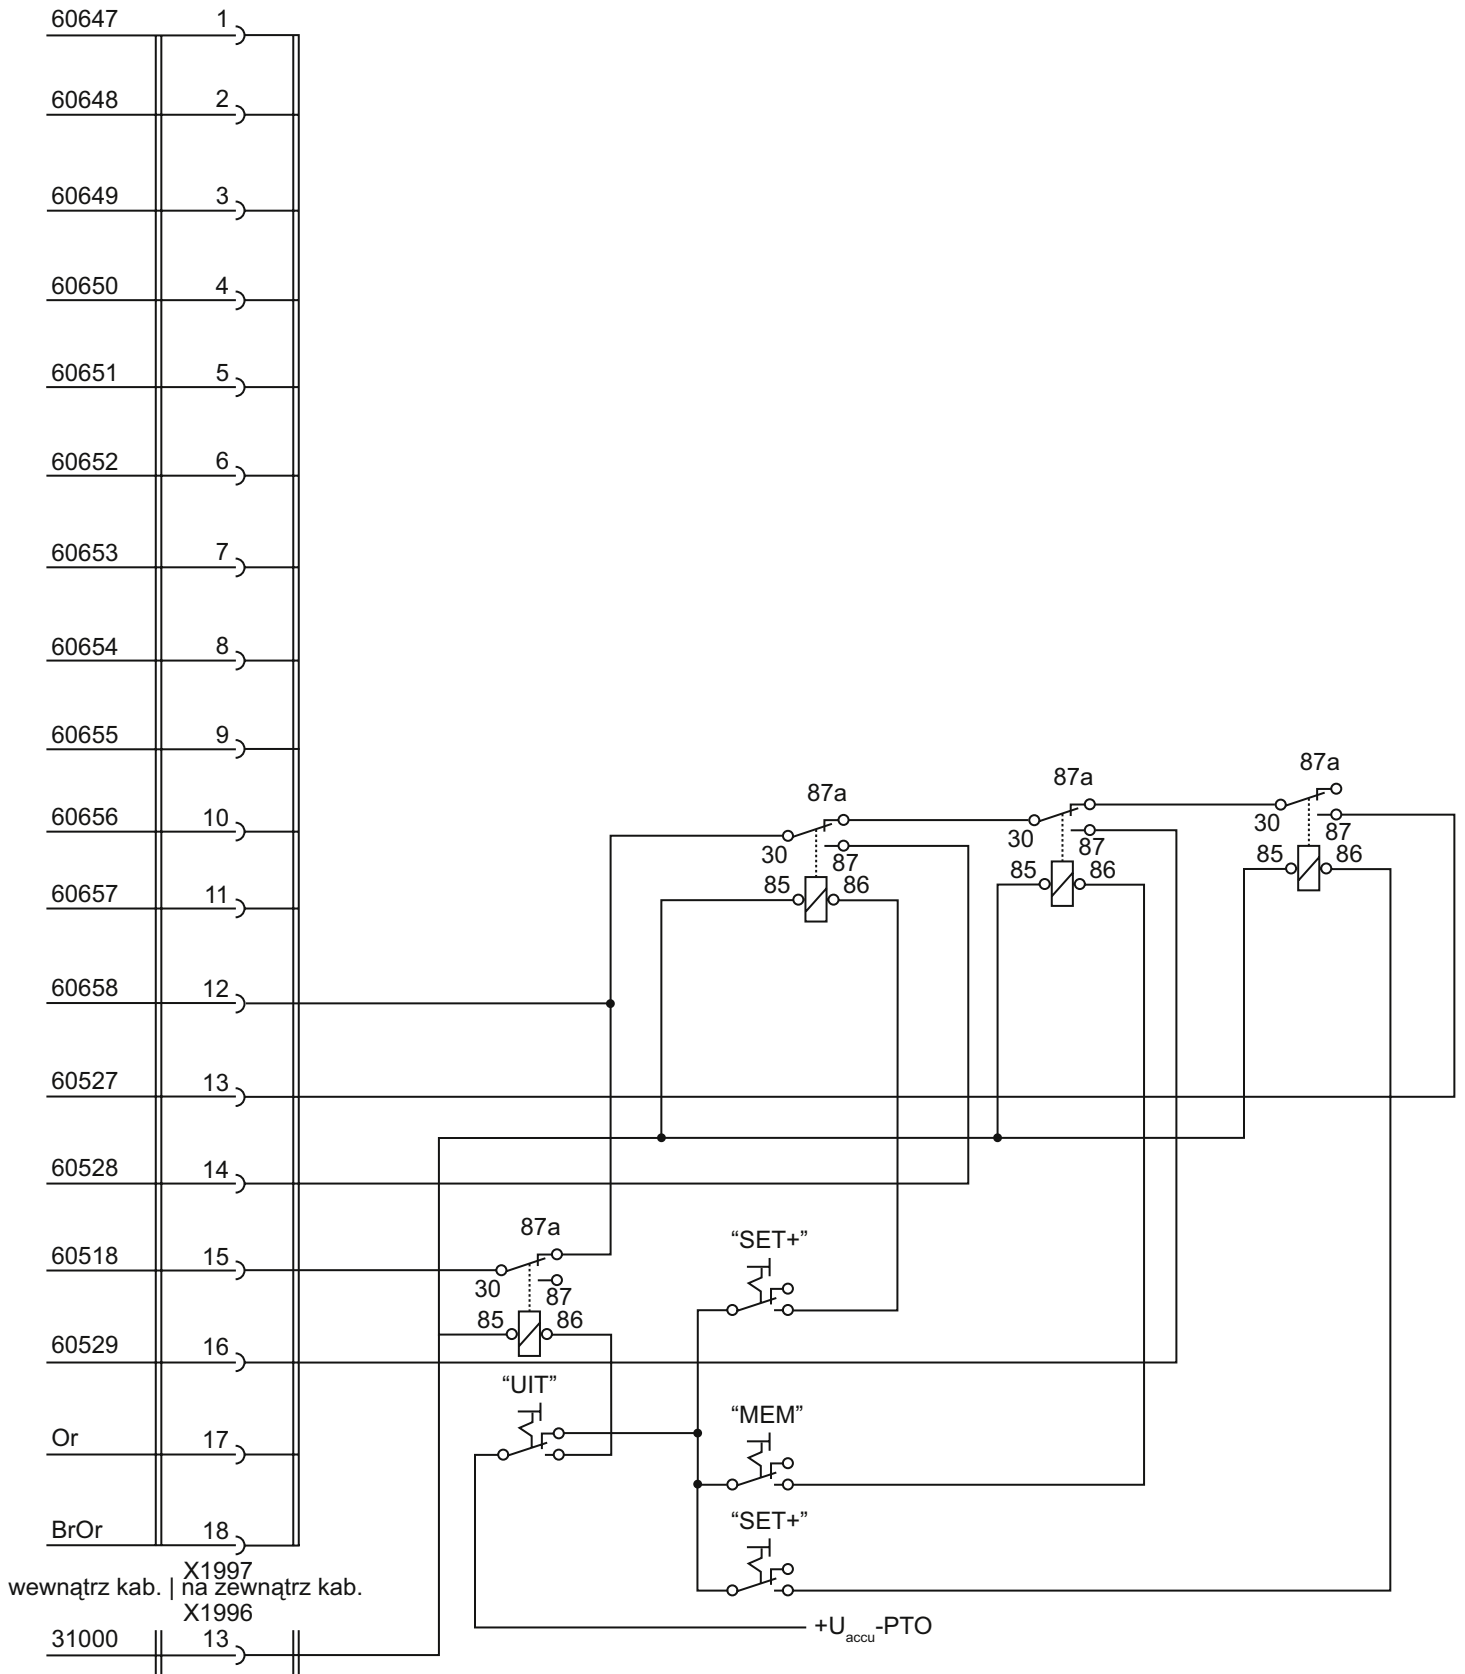 60647 1
60648 2
60649 3
60650 4
60651 5
60652 6
60653 7
60654 8
60655 9
87a
87a
87a
60656 10
30 87
30 87
30 87
85 86
85 86
85 86
60657 11
60658 12
60527 13
60528 14
87a
"SET+"
60518 15
30 87
85 86
60529 16
"UIT"
"MEM"
Or 17
"SET+"
BrOr 18
X1997
wewnątrz kab. | na zewnątrz kab.
X1996
+Uaccu-PTO
31000 13